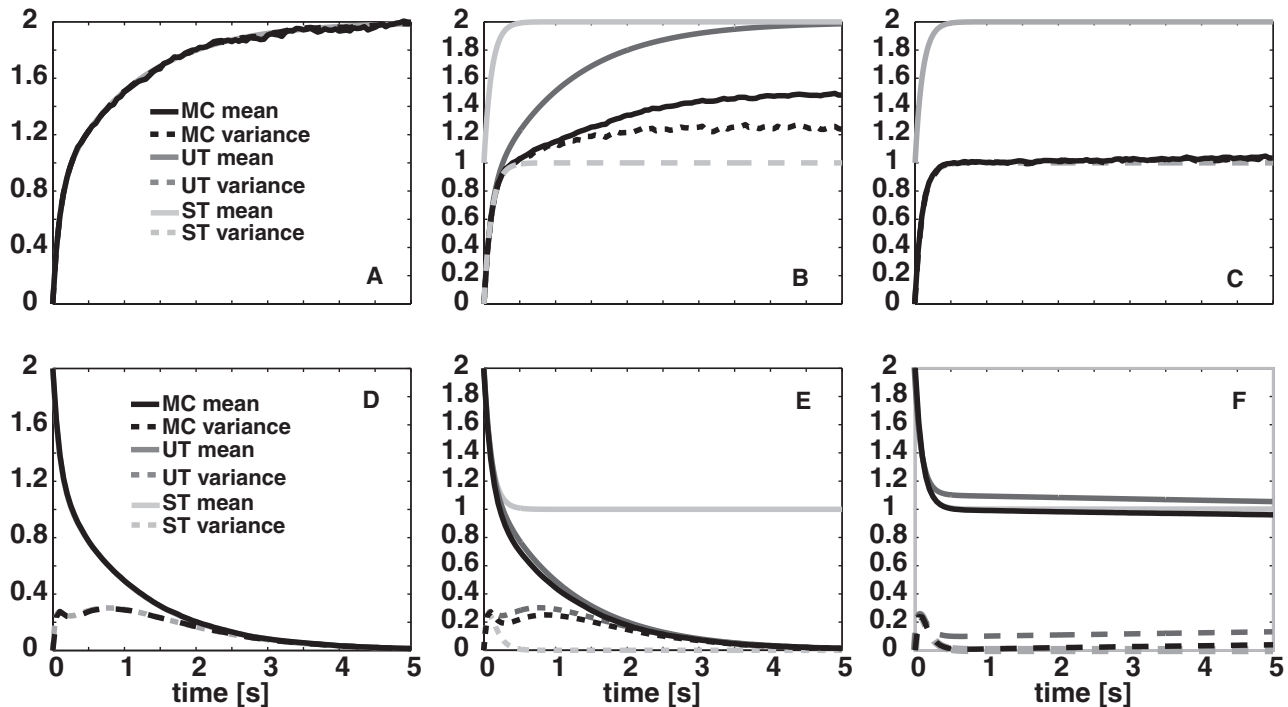 2
1.6
1.2
0.8
0.4
0
MC mean
MC variance
UT mean
UT variance
ST mean
ST variance
A
2
1.8
1.6
1.4
1.2
1
0.8
0.6
0.4
0.2
0
B
2
1.8
1.6
1.4
1.2
1
0.8
0.6
0.4
0.2
0
C
2
1.6
1.2
0.8
0.4
0
MC mean
MC variance
UT mean
UT variance
ST mean
ST variance
D
0 1 2 3 4 5
time [s]
2
1.8
1.6
1.4
1.2
1
0.8
0.6
0.4
0.2
0
E
0 1 2 3 4 5
time [s]
2
1.8
1.6
1.4
1.2
1
0.8
0.6
0.4
0.2
0
F
0 1 2 3 4 5
time [s]